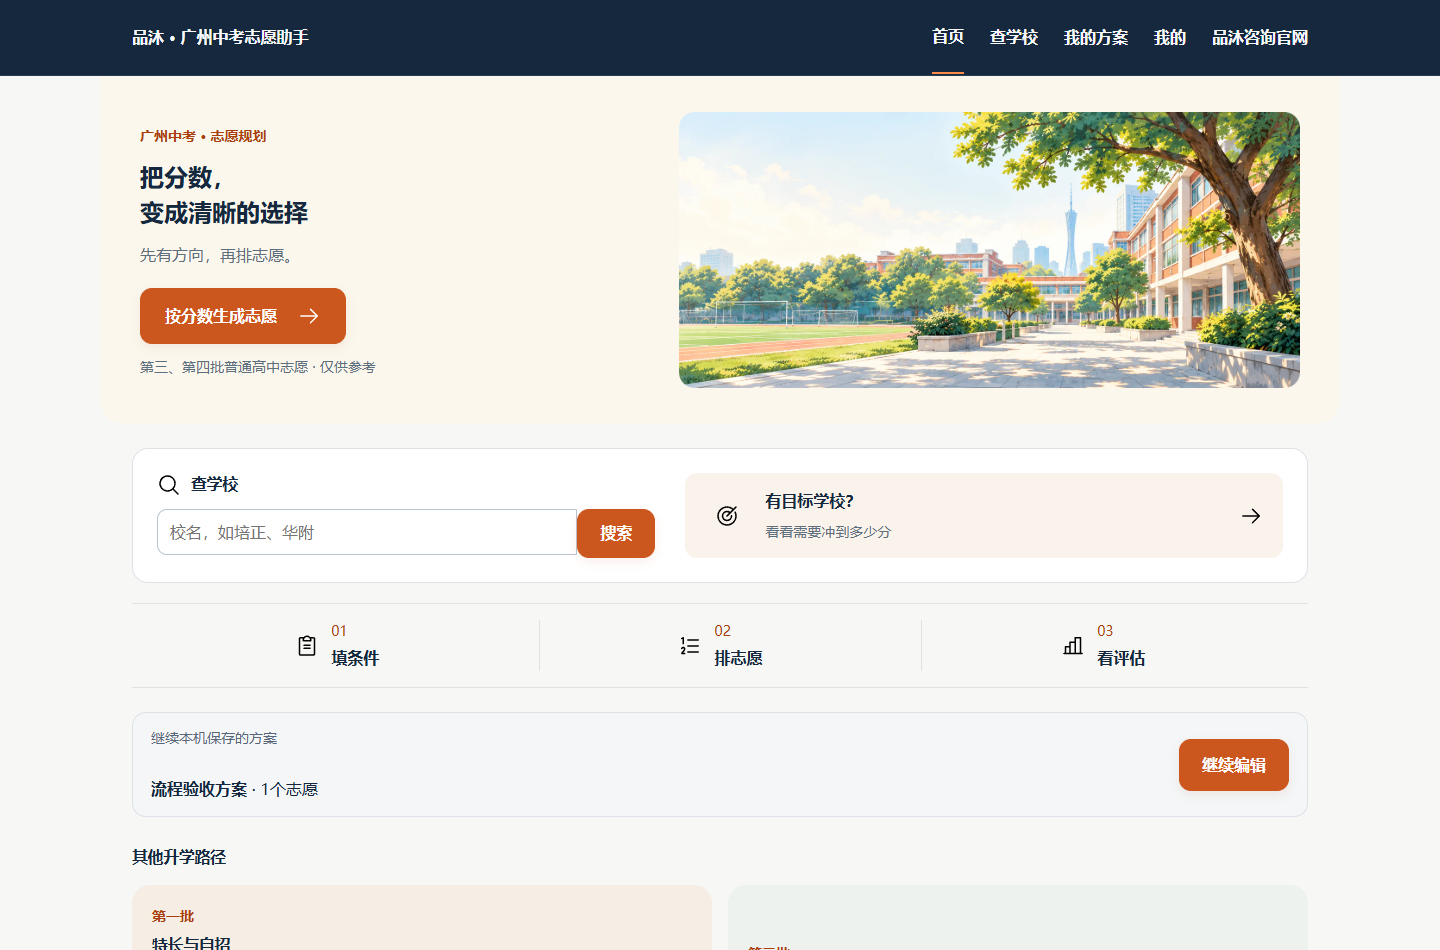 品沐 • 广州中考志愿助手
首页 查学校 我的方案 我的 品沐咨询官网
广州中考 • 志愿规划
把分数，
变成清晰的选择
先有方向，再排志愿。
按分数生成志愿
第三、第四批普通高中志愿 · 仅供参考
查学校
校名，如培正、华附
搜索
有目标学校?
看看需要冲到多少分
01
填条件
02
排志愿
03
看评估
继续本机保存的方案
流程验收方案 · 1个志愿
继续编辑
其他升学路径
第一批
特长与自招